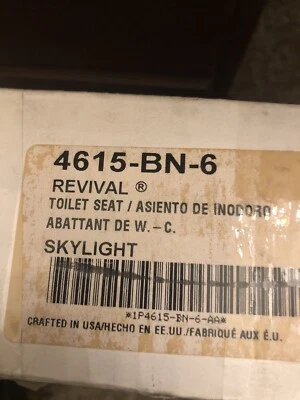 4615-BN-6
REVIVAL ®
TOILET SEAT / ASIENTO DE INODORO
ABATTANT DE W.-C.
SKYLIGHT
*1P4615-BN-6-AA*
CRAFTED IN USA/HECHO EN EE.UU./FABRIQUÉ AUX É.U.